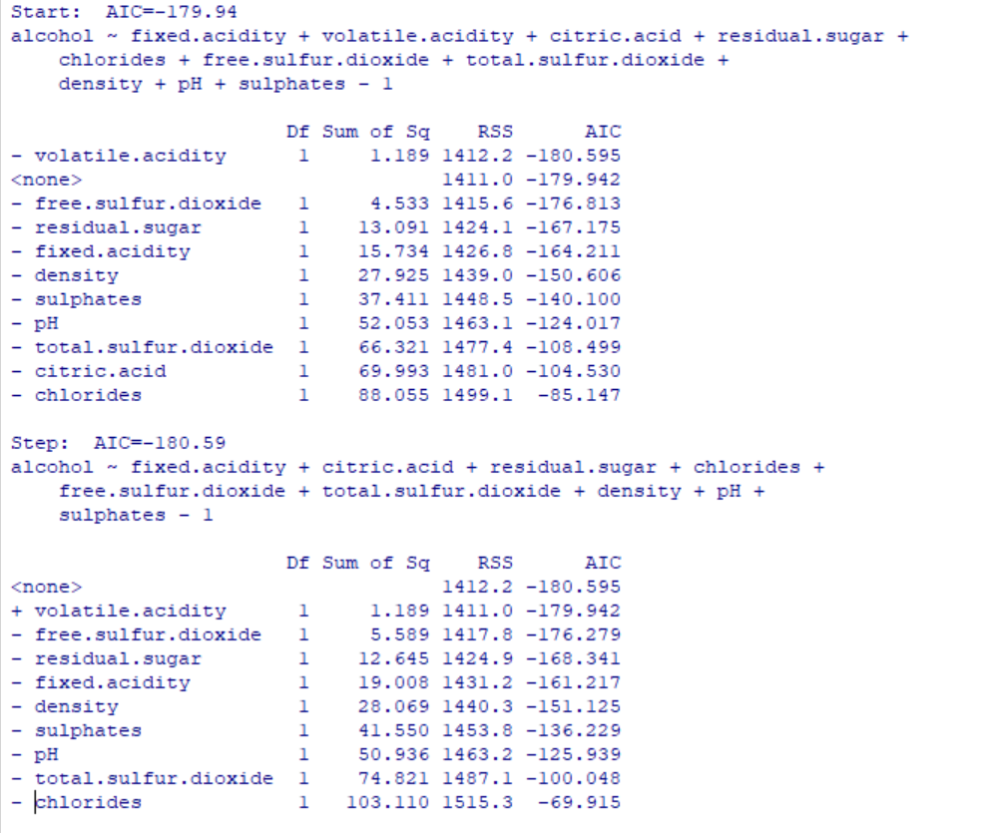 Start:  AIC=-179.94
alcohol ~ fixed.acidity + volatile.acidity + citric.acid + residual.sugar +
    chlorides + free.sulfur.dioxide + total.sulfur.dioxide +
    density + pH + sulphates - 1

                       Df Sum of Sq    RSS      AIC
- volatile.acidity      1     1.189 1412.2 -180.595
<none>                              1411.0 -179.942
- free.sulfur.dioxide   1     4.533 1415.6 -176.813
- residual.sugar        1    13.091 1424.1 -167.175
- fixed.acidity         1    15.734 1426.8 -164.211
- density               1    27.925 1439.0 -150.606
- sulphates             1    37.411 1448.5 -140.100
- pH                    1    52.053 1463.1 -124.017
- total.sulfur.dioxide  1    66.321 1477.4 -108.499
- citric.acid           1    69.993 1481.0 -104.530
- chlorides             1    88.055 1499.1  -85.147

Step:  AIC=-180.59
alcohol ~ fixed.acidity + citric.acid + residual.sugar + chlorides +
    free.sulfur.dioxide + total.sulfur.dioxide + density + pH +
    sulphates - 1

                       Df Sum of Sq    RSS      AIC
<none>                              1412.2 -180.595
+ volatile.acidity      1     1.189 1411.0 -179.942
- free.sulfur.dioxide   1     5.589 1417.8 -176.279
- residual.sugar        1    12.645 1424.9 -168.341
- fixed.acidity         1    19.008 1431.2 -161.217
- density               1    28.069 1440.3 -151.125
- sulphates             1    41.550 1453.8 -136.229
- pH                    1    50.936 1463.2 -125.939
- total.sulfur.dioxide  1    74.821 1487.1 -100.048
- chlorides             1   103.110 1515.3  -69.915